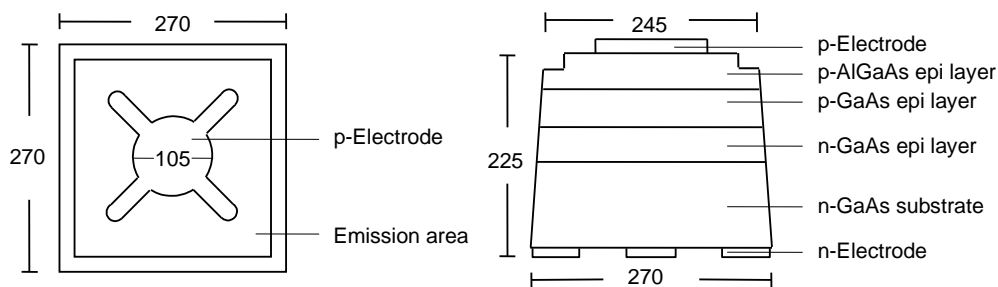 270
270
p-Electrode
105
Emission area
245
225
p-Electrode
p-AlGaAs epi layer
p-GaAs epi layer
n-GaAs epi layer
n-GaAs substrate
n-Electrode
270